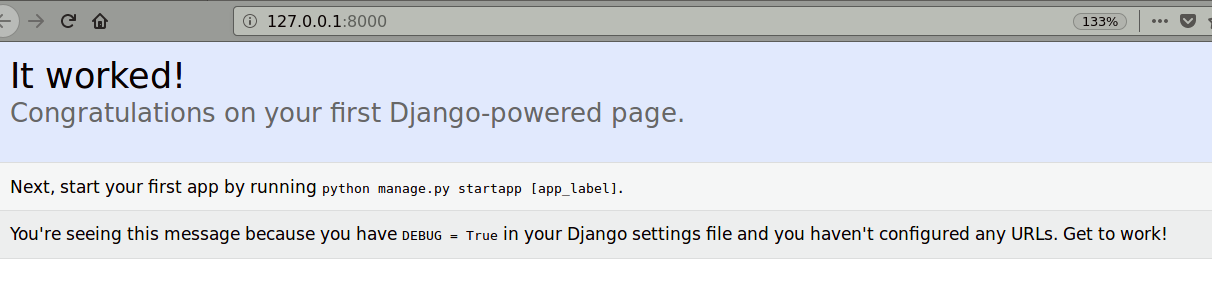 127.0.0.1:8000
133%
It worked!
Congratulations on your first Django-powered page.
Next, start your first app by running python manage.py startapp [app_label].
You're seeing this message because you have DEBUG = True in your Django settings file and you haven't configured any URLs. Get to work!